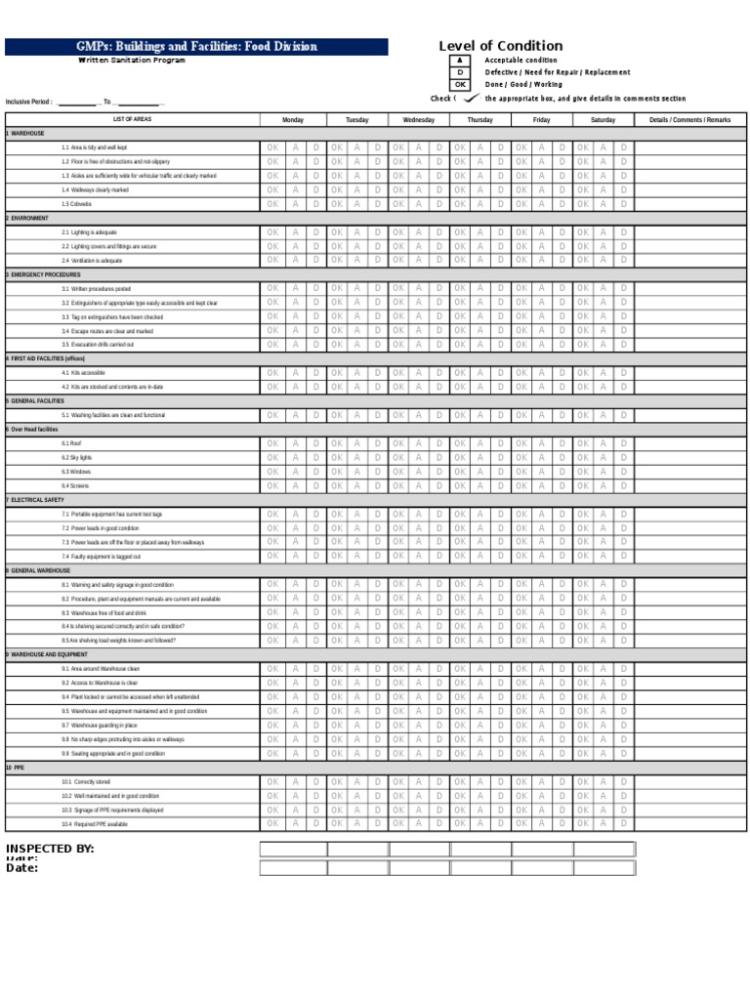 GMPs: Buildings and Facilities: Food Division
Written Sanitation Program
Level of Condition
A Acceptable condition
D Defective / Need for Repair / Replacement
OK Done / Good / Working
Inclusive Period : ____________ To ____________
Check ( ✓ the appropriate box, and give details in comments section
LIST OF AREAS Monday Tuesday Wednesday Thursday Friday Saturday Details / Comments / Remarks
1 WAREHOUSE
1.1 Area is tidy and well kept OK A D OK A D OK A D OK A D OK A D OK A D
1.2 Floor is free of obstructions and not-slippery OK A D OK A D OK A D OK A D OK A D OK A D
1.3 Aisles are sufficiently wide for vehicular traffic and clearly marked OK A D OK A D OK A D OK A D OK A D OK A D
1.4 Walkways clearly marked OK A D OK A D OK A D OK A D OK A D OK A D
1.5 Cobwebs OK A D OK A D OK A D OK A D OK A D OK A D
2 ENVIRONMENT
2.1 Lighting is adequate OK A D OK A D OK A D OK A D OK A D OK A D
2.2 Lighting covers and fittings are secure OK A D OK A D OK A D OK A D OK A D OK A D
2.4 Ventilation is adequate OK A D OK A D OK A D OK A D OK A D OK A D
3 EMERGENCY PROCEDURES
3.1 Written procedures posted OK A D OK A D OK A D OK A D OK A D OK A D
3.2 Extinguishers of appropriate type easily accessible and kept clear OK A D OK A D OK A D OK A D OK A D OK A D
3.3 Tag on extinguishers have been checked OK A D OK A D OK A D OK A D OK A D OK A D
3.4 Escape routes are clear and marked OK A D OK A D OK A D OK A D OK A D OK A D
3.5 Evacuation drills carried out OK A D OK A D OK A D OK A D OK A D OK A D
4 FIRST AID FACILITIES (offices)
4.1 Kits accessible OK A D OK A D OK A D OK A D OK A D OK A D
4.2 Kits are stocked and contents are in-date OK A D OK A D OK A D OK A D OK A D OK A D
5 GENERAL FACILITIES
5.1 Washing facilities are clean and functional OK A D OK A D OK A D OK A D OK A D OK A D
6 Over Head facilities
6.1 Roof OK A D OK A D OK A D OK A D OK A D OK A D
6.2 Sky lights OK A D OK A D OK A D OK A D OK A D OK A D
6.3 Windows OK A D OK A D OK A D OK A D OK A D OK A D
6.4 Screens OK A D OK A D OK A D OK A D OK A D OK A D
7 ELECTRICAL SAFETY
7.1 Portable equipment has current test tags OK A D OK A D OK A D OK A D OK A D OK A D
7.2 Power leads in good condition OK A D OK A D OK A D OK A D OK A D OK A D
7.3 Power leads are off the floor or placed away from walkways OK A D OK A D OK A D OK A D OK A D OK A D
7.4 Faulty equipment is tagged out OK A D OK A D OK A D OK A D OK A D OK A D
8 GENERAL WAREHOUSE
8.1 Warning and safety signage in good condition OK A D OK A D OK A D OK A D OK A D OK A D
8.2 Procedure, plant and equipment manuals are current and available OK A D OK A D OK A D OK A D OK A D OK A D
8.3 Warehouse free of food and drink OK A D OK A D OK A D OK A D OK A D OK A D
8.4 Is shelving secured correctly and in safe condition? OK A D OK A D OK A D OK A D OK A D OK A D
8.5 Are shelving load weights known and followed? OK A D OK A D OK A D OK A D OK A D OK A D
9 WAREHOUSE AND EQUIPMENT
9.1 Area around Warehouse clean OK A D OK A D OK A D OK A D OK A D OK A D
9.2 Access to Warehouse is clear OK A D OK A D OK A D OK A D OK A D OK A D
9.4 Plant locked or cannot be accessed when left unattended OK A D OK A D OK A D OK A D OK A D OK A D
9.5 Warehouse and equipment maintained and in good condition OK A D OK A D OK A D OK A D OK A D OK A D
9.7 Warehouse guarding in place OK A D OK A D OK A D OK A D OK A D OK A D
9.8 No sharp edges protruding into aisles or walkways OK A D OK A D OK A D OK A D OK A D OK A D
9.9 Seating appropriate and in good condition OK A D OK A D OK A D OK A D OK A D OK A D
10 PPE
10.1 Correctly stored OK A D OK A D OK A D OK A D OK A D OK A D
10.2 Well maintained and in good condition OK A D OK A D OK A D OK A D OK A D OK A D
10.3 Signage of PPE requirements displayed OK A D OK A D OK A D OK A D OK A D OK A D
10.4 Required PPE available OK A D OK A D OK A D OK A D OK A D OK A D
INSPECTED BY:
Date:
Date: